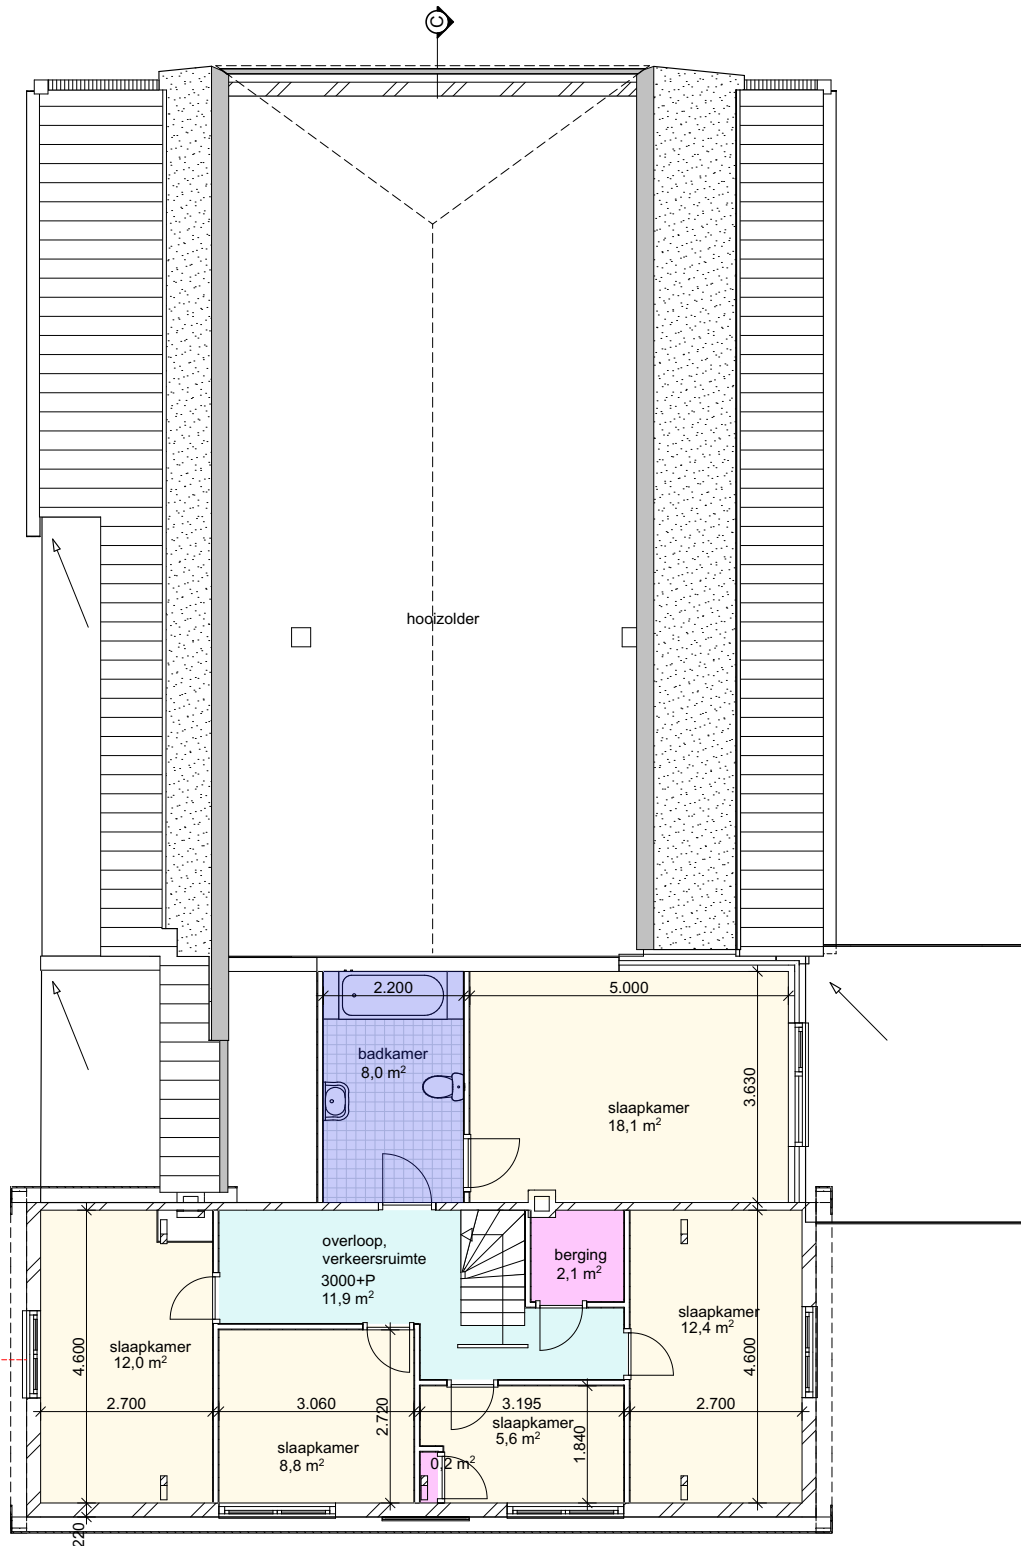 C
hooizolder
2.200
5.000
badkamer
8,0 m²
3.630
slaapkamer
18,1 m²
overloop,
verkeersruimte
3000+P
11,9 m²
berging
2,1 m²
slaapkamer
12,4 m²
slaapkamer
12,0 m²
4.600
4.600
2.700
3.060
2.720
3.195
2.700
slaapkamer
5,6 m²
1.840
slaapkamer
8,8 m²
0,2 m²
220